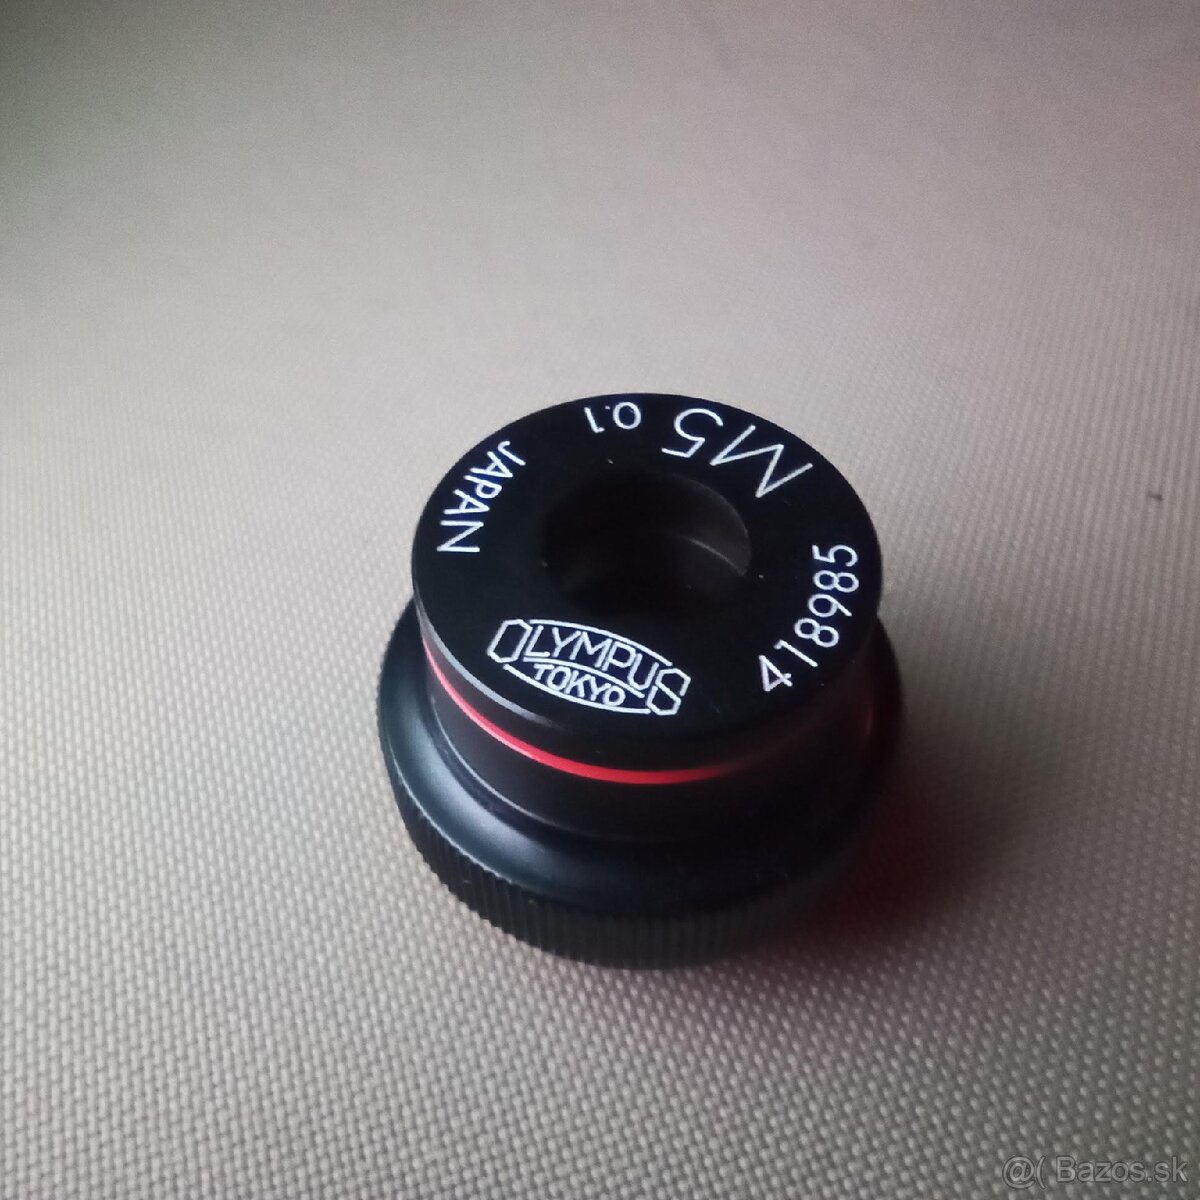 OLYMPUS
TOKYO
JAPAN
0.1
M5
418985
@( Bazos.sk